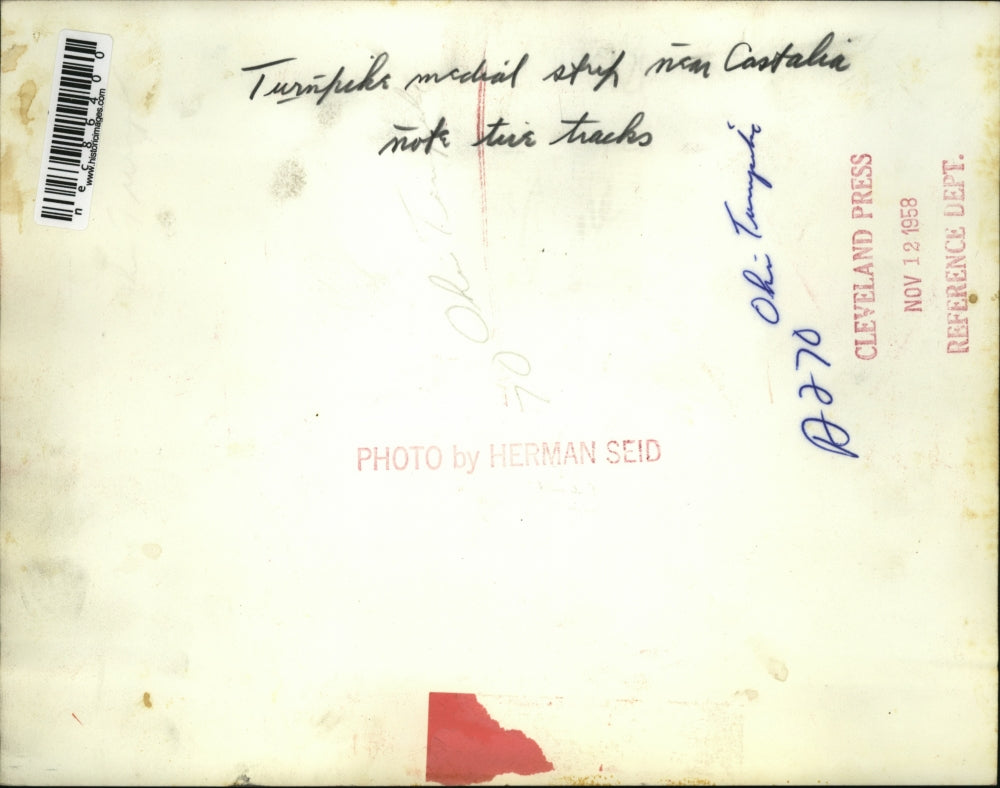 Turnpike medial strip near Castalia
note tire tracks
www.historicimages.com
Ohio Turnpike
CLEVELAND PRESS
NOV 12 1958
REFERENCE DEPT.
PHOTO by HERMAN SEID
70